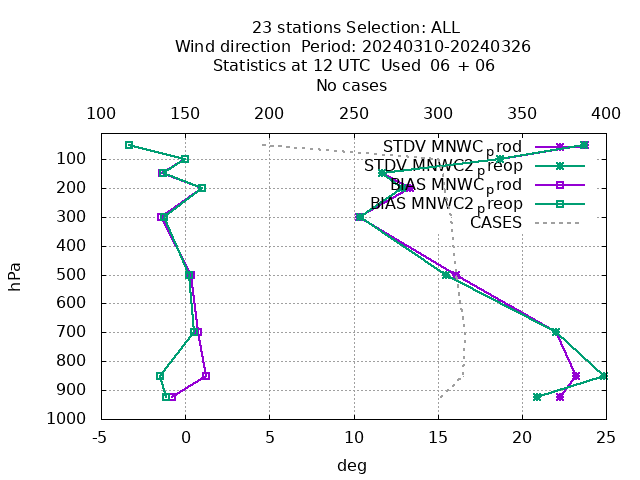 23 stations Selection: ALL
Wind direction  Period: 20240310-20240326
Statistics at 12 UTC  Used  06 + 06
No cases
100 150 200 250 300 350 400
STDV MNWC_prod
STDV MNWC2_preop
BIAS MNWC_prod
BIAS MNWC2_preop
CASES
100
200
300
400
500
600
700
800
900
1000
hPa
-5 0 5 10 15 20 25
deg